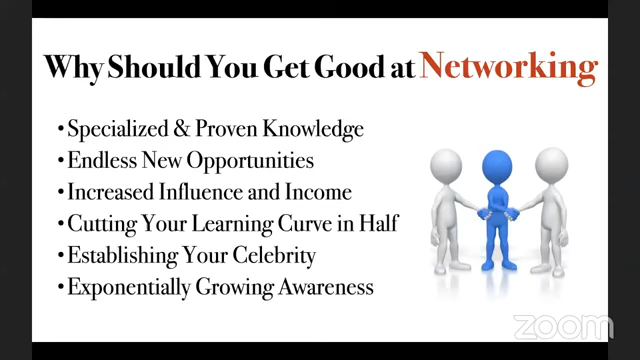 Why Should You Get Good at Networking
•Specialized & Proven Knowledge
•Endless New Opportunities
•Increased Influence and Income
•Cutting Your Learning Curve in Half
•Establishing Your Celebrity
•Exponentially Growing Awareness
zoom